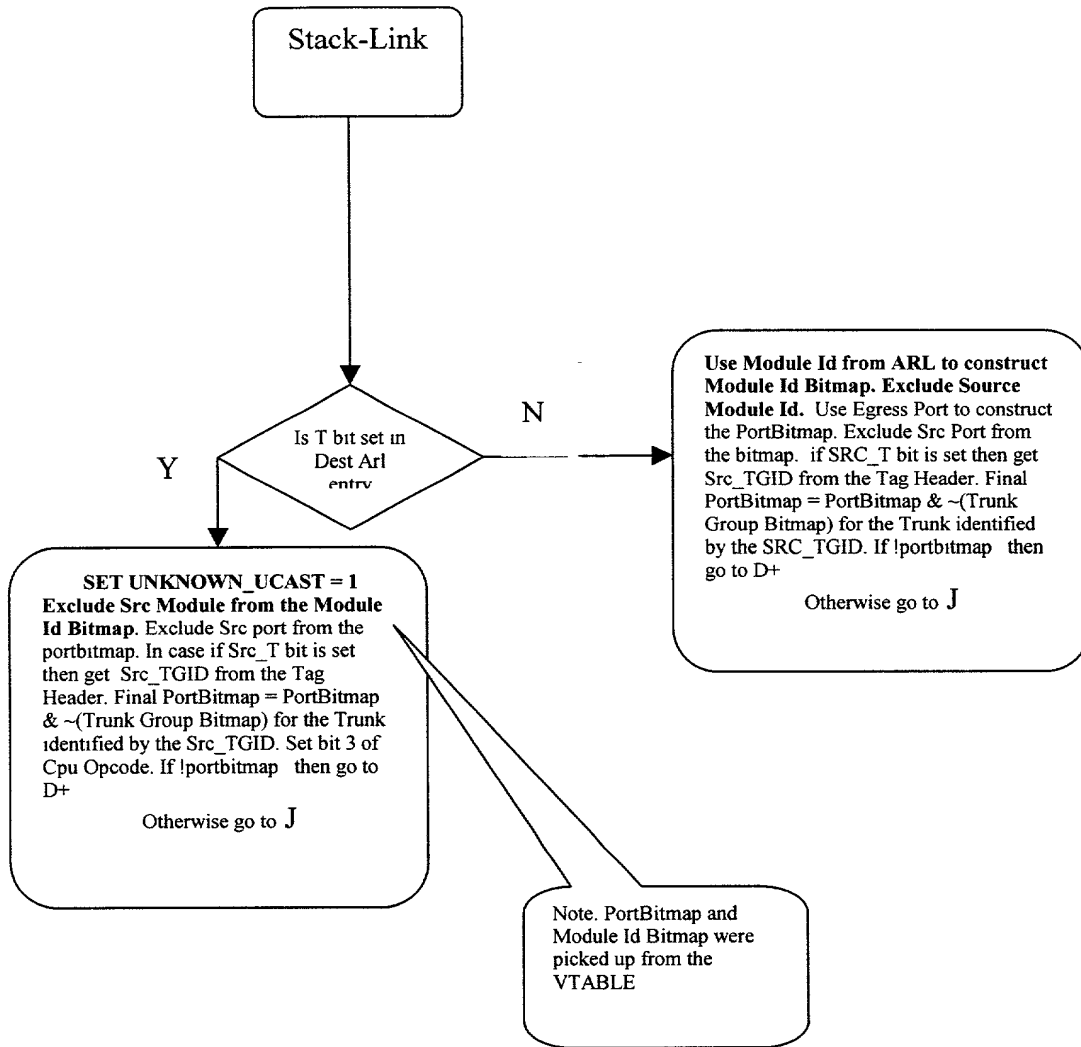 Stack-Link
Use Module Id from ARL to construct
Module Id Bitmap. Exclude Source
Module Id. Use Egress Port to construct
the PortBitmap. Exclude Src Port from
the bitmap. if SRC_T bit is set then get
Src_TGID from the Tag Header. Final
PortBitmap = PortBitmap & ~(Trunk
Group Bitmap) for the Trunk identified
by the SRC_TGID. If !portbitmap then
go to D+
Otherwise go to J
N
Is T bit set in
Dest Arl
entry
Y
SET UNKNOWN_UCAST = 1
Exclude Src Module from the Module
Id Bitmap. Exclude Src port from the
portbitmap. In case if Src_T bit is set
then get Src_TGID from the Tag
Header. Final PortBitmap = PortBitmap
& ~(Trunk Group Bitmap) for the Trunk
identified by the Src_TGID. Set bit 3 of
Cpu Opcode. If !portbitmap then go to
D+
Otherwise go to J
Note. PortBitmap and
Module Id Bitmap were
picked up from the
VTABLE